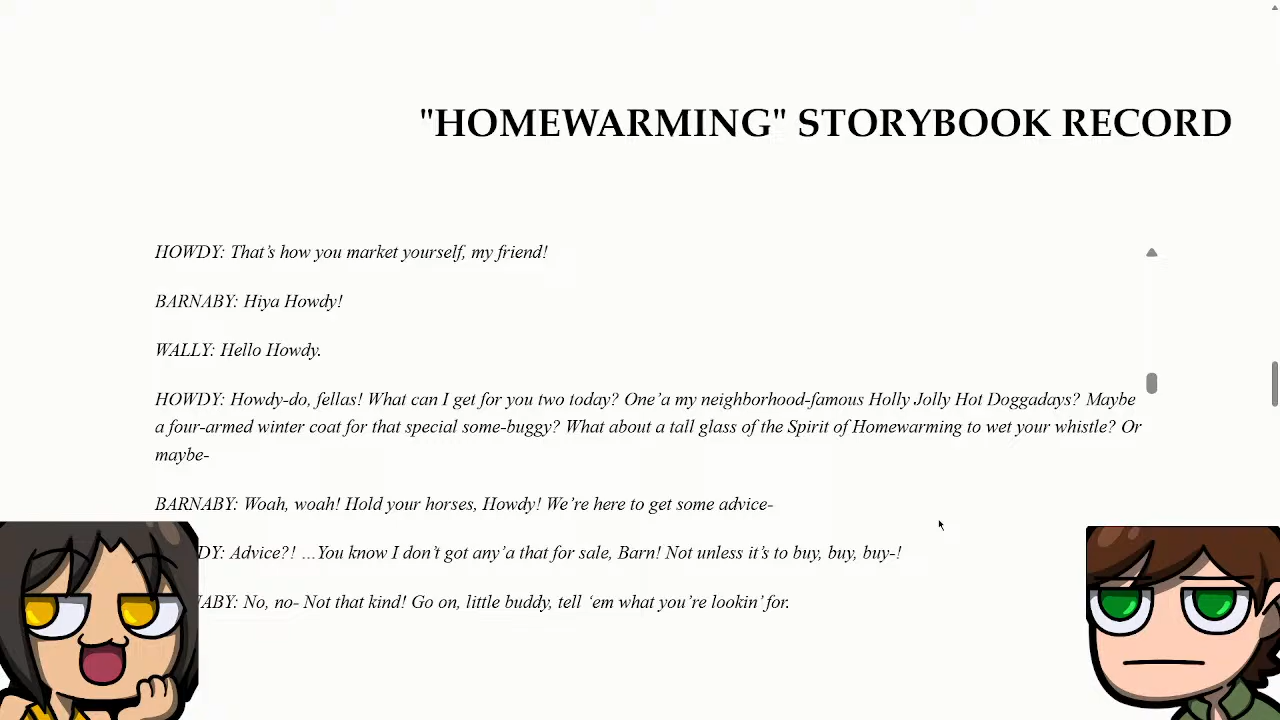 "HOMEWARMING" STORYBOOK RECORD
HOWDY: That’s how you market yourself, my friend!
BARNABY: Hiya Howdy!
WALLY: Hello Howdy.
HOWDY: Howdy-do, fellas! What can I get for you two today? One’a my neighborhood-famous Holly Jolly Hot Doggadays? Maybe
a four-armed winter coat for that special some-buggy? What about a tall glass of the Spirit of Homewarming to wet your whistle? Or
maybe-
BARNABY: Woah, woah! Hold your horses, Howdy! We’re here to get some advice-
DY: Advice?! …You know I don’t got any’a that for sale, Barn! Not unless it’s to buy, buy, buy-!
ABY: No, no- Not that kind! Go on, little buddy, tell ‘em what you’re lookin’ for.